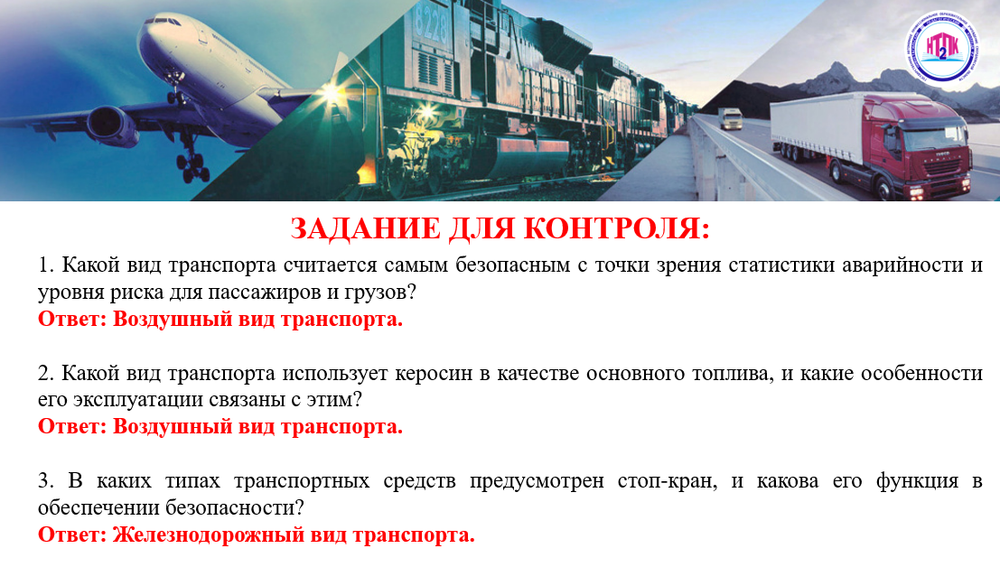 8228
НТПК
2
IVECO
ЗАДАНИЕ ДЛЯ КОНТРОЛЯ:
1. Какой вид транспорта считается самым безопасным с точки зрения статистики аварийности и
уровня риска для пассажиров и грузов?
Ответ: Воздушный вид транспорта.
2. Какой вид транспорта использует керосин в качестве основного топлива, и какие особенности
его эксплуатации связаны с этим?
Ответ: Воздушный вид транспорта.
3. В каких типах транспортных средств предусмотрен стоп-кран, и какова его функция в
обеспечении безопасности?
Ответ: Железнодорожный вид транспорта.